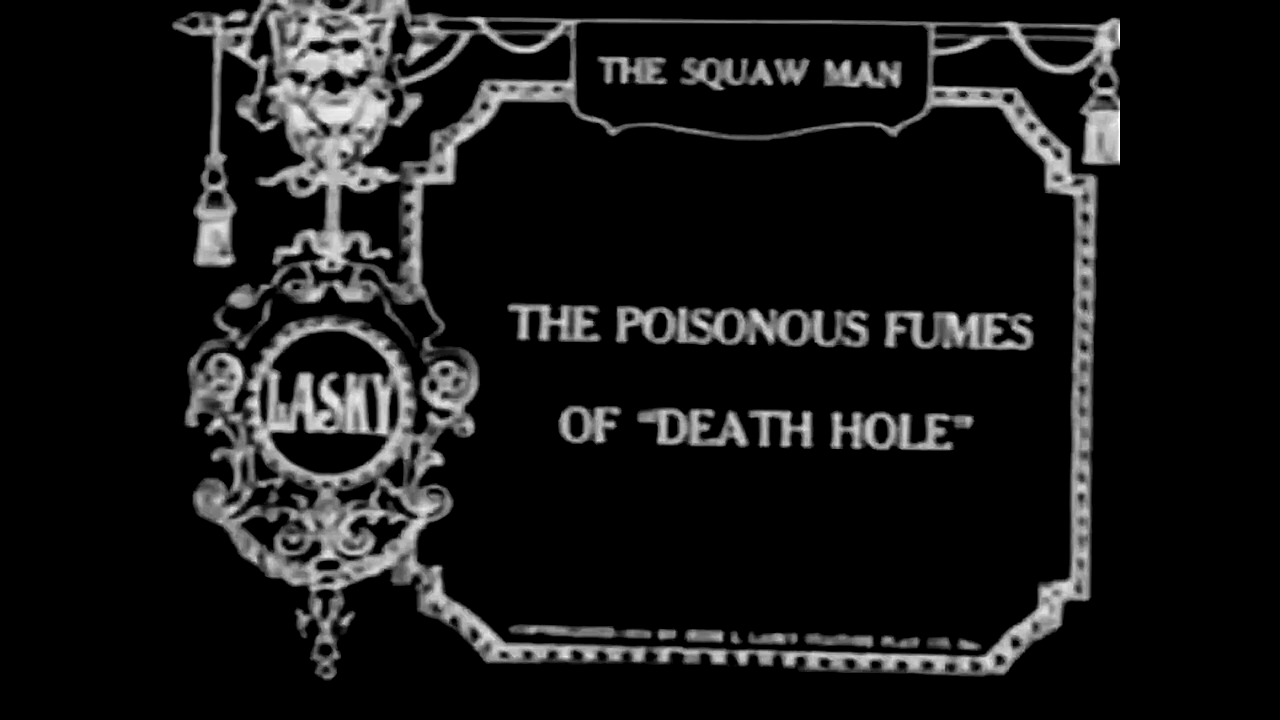 THE SQUAW MAN
THE POISONOUS FUMES
OF "DEATH HOLE"
LASKY